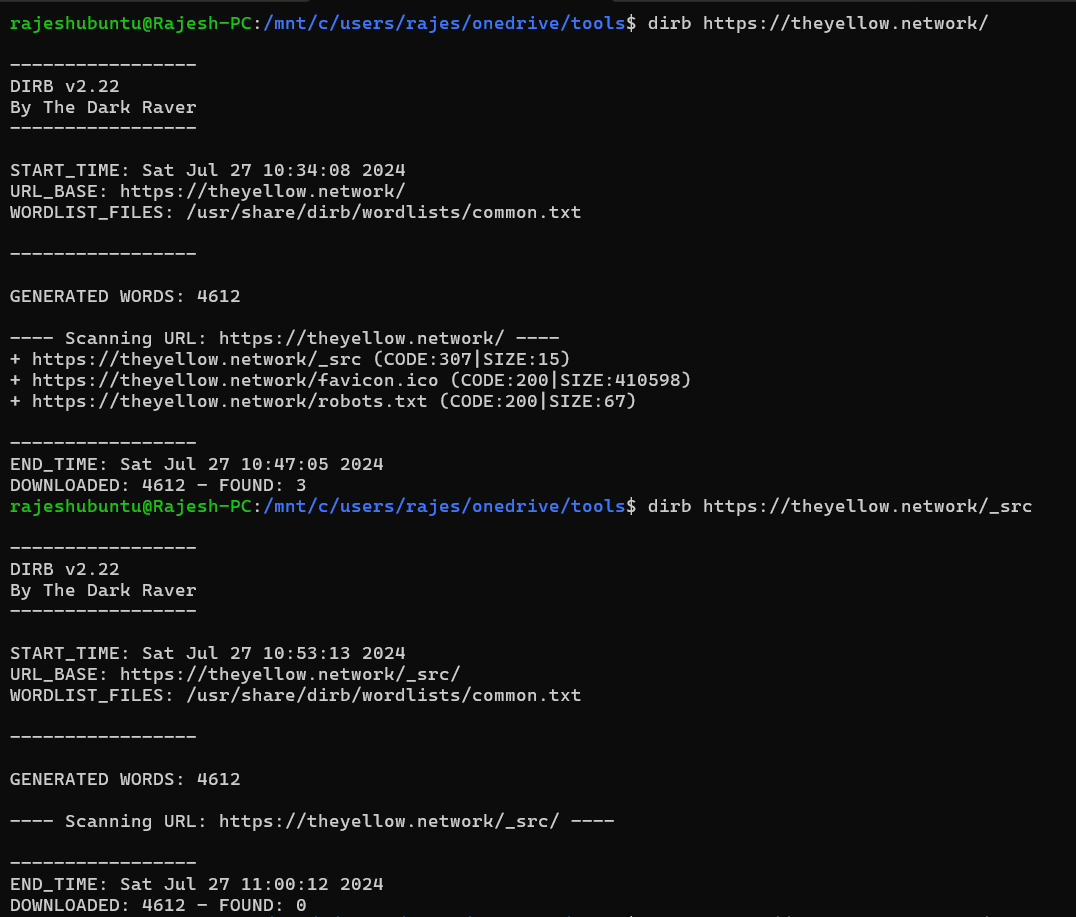 rajeshubuntu@Rajesh-PC:/mnt/c/users/rajes/onedrive/tools$ dirb https://theyellow.network/
-----------------
DIRB v2.22
By The Dark Raver
-----------------
START_TIME: Sat Jul 27 10:34:08 2024
URL_BASE: https://theyellow.network/
WORDLIST_FILES: /usr/share/dirb/wordlists/common.txt
-----------------
GENERATED WORDS: 4612
---- Scanning URL: https://theyellow.network/ ----
+ https://theyellow.network/_src (CODE:307|SIZE:15)
+ https://theyellow.network/favicon.ico (CODE:200|SIZE:410598)
+ https://theyellow.network/robots.txt (CODE:200|SIZE:67)
-----------------
END_TIME: Sat Jul 27 10:47:05 2024
DOWNLOADED: 4612 - FOUND: 3
rajeshubuntu@Rajesh-PC:/mnt/c/users/rajes/onedrive/tools$ dirb https://theyellow.network/_src
-----------------
DIRB v2.22
By The Dark Raver
-----------------
START_TIME: Sat Jul 27 10:53:13 2024
URL_BASE: https://theyellow.network/_src/
WORDLIST_FILES: /usr/share/dirb/wordlists/common.txt
-----------------
GENERATED WORDS: 4612
---- Scanning URL: https://theyellow.network/_src/ ----
-----------------
END_TIME: Sat Jul 27 11:00:12 2024
DOWNLOADED: 4612 - FOUND: 0